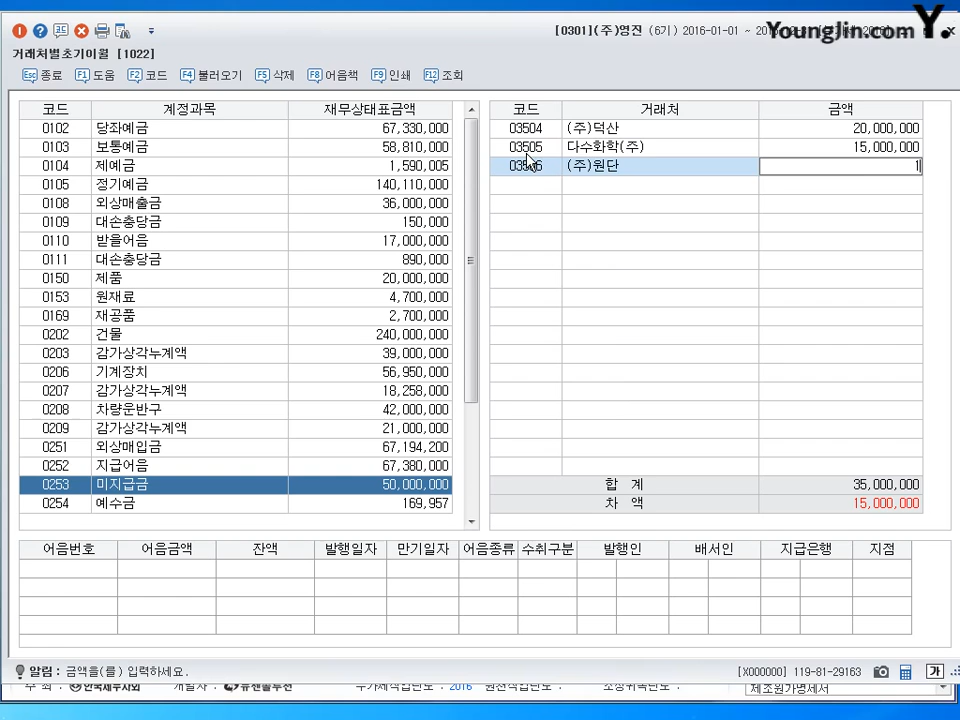 [0301](주)영진 (6기) 2016-01-01 ~
Younglin.com Y.
거래처별초기이월 [1022]
Esc 종료 F1 도움 F2 코드 F4 불러오기 F5 삭제 F8 어음책 F9 인쇄 F12 조회
코드 계정과목 재무상태표금액
0102 당좌예금 67,330,000
0103 보통예금 58,810,000
0104 제예금 1,590,005
0105 정기예금 140,110,000
0108 외상매출금 36,000,000
0109 대손충당금 150,000
0110 받을어음 17,000,000
0111 대손충당금 890,000
0150 제품 20,000,000
0153 원재료 4,700,000
0169 재공품 2,700,000
0202 건물 240,000,000
0203 감가상각누계액 39,000,000
0206 기계장치 56,950,000
0207 감가상각누계액 18,258,000
0208 차량운반구 42,000,000
0209 감가상각누계액 21,000,000
0251 외상매입금 67,194,200
0252 지급어음 67,380,000
0253 미지급금 50,000,000
0254 예수금 169,957
코드 거래처 금액
03504 (주)덕산 20,000,000
03505 다수화학(주) 15,000,000
(주)원단 1
합 계 35,000,000
차 액 15,000,000
어음번호 어음금액 잔액 발행일자 만기일자 어음종류 수취구분 발행인 배서인 지급은행 지점
알림: 금액을(를) 입력하세요.
[X000000] 119-81-29163 가
한국세무사회
2016
제조원가명세서